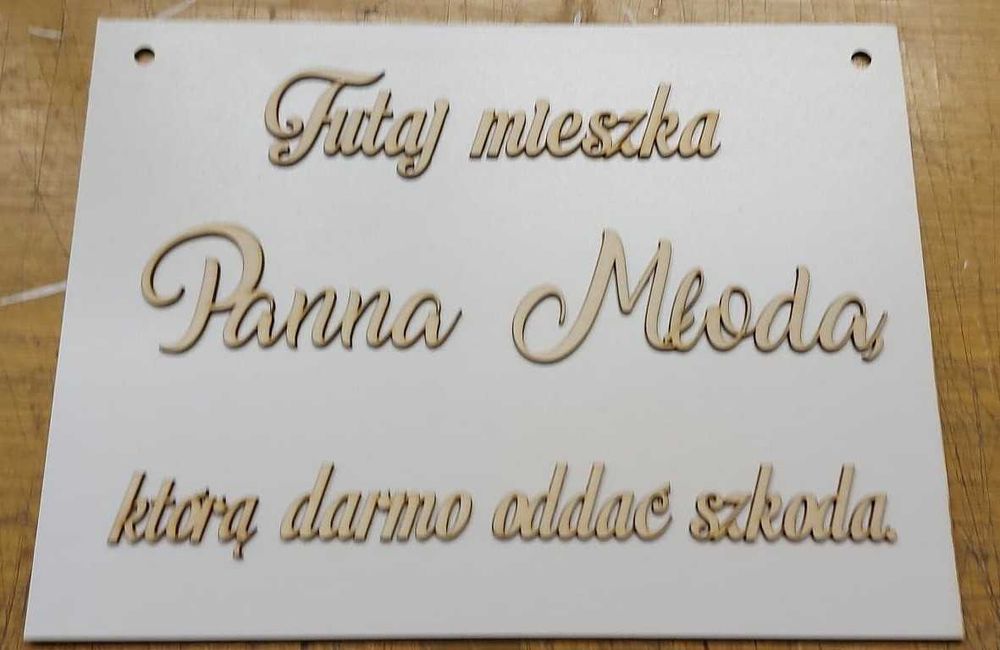 Tutaj mieszka
Panna Młoda,
którą darmo oddać szkoda.